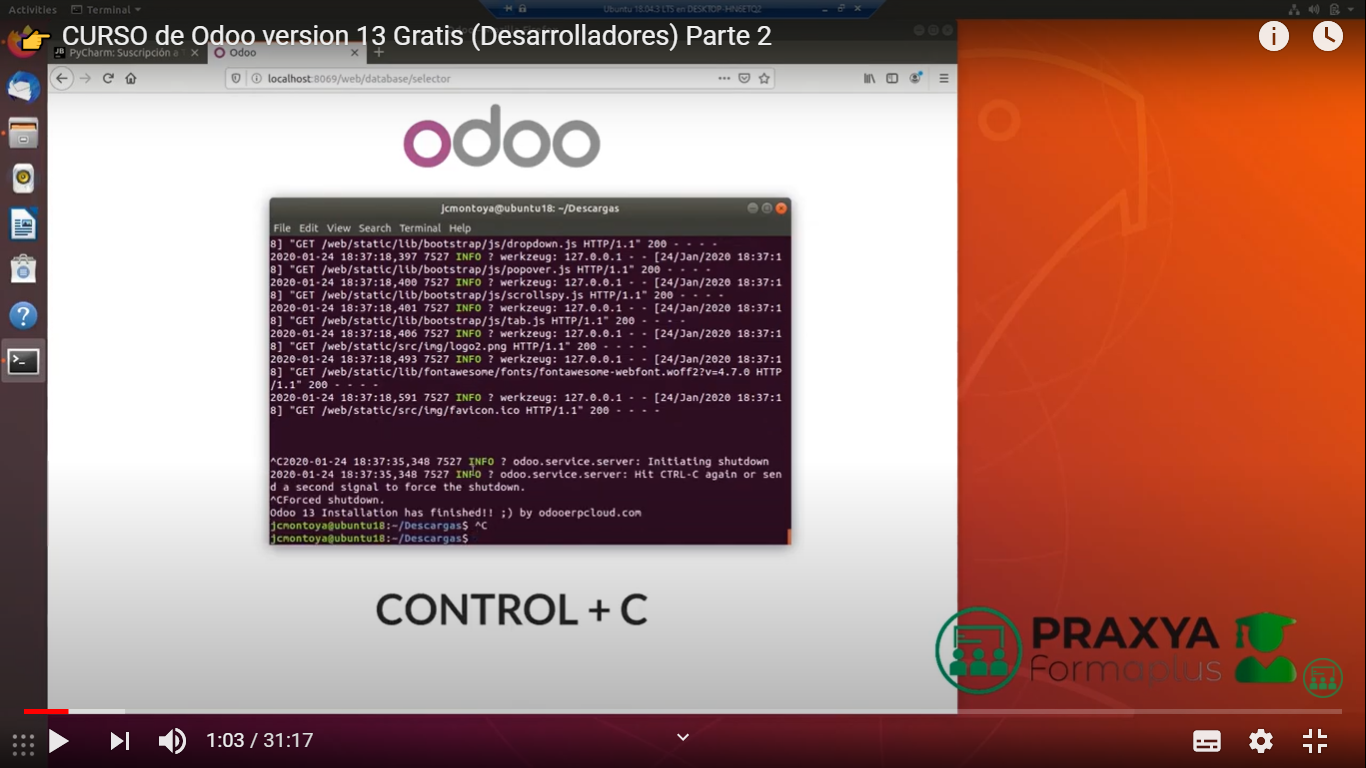 Activities
Terminal
Ubuntu 18.04.3 LTS en DESKTOP-HN6ETQ2
CURSO de Odoo version 13 Gratis (Desarrolladores) Parte 2
PyCharm: Suscripción a
Odoo
localhost:8069/web/database/selector
odoo
jcmontoya@ubuntu18: ~/Descargas
File Edit View Search Terminal Help
8] "GET /web/static/lib/bootstrap/js/dropdown.js HTTP/1.1" 200 - - - -
2020-01-24 18:37:18,397 7527 INFO ? werkzeug: 127.0.0.1 - - [24/Jan/2020 18:37:1
8] "GET /web/static/lib/bootstrap/js/popover.js HTTP/1.1" 200 - - - -
2020-01-24 18:37:18,400 7527 INFO ? werkzeug: 127.0.0.1 - - [24/Jan/2020 18:37:1
8] "GET /web/static/lib/bootstrap/js/scrollspy.js HTTP/1.1" 200 - - - -
2020-01-24 18:37:18,401 7527 INFO ? werkzeug: 127.0.0.1 - - [24/Jan/2020 18:37:1
8] "GET /web/static/lib/bootstrap/js/tab.js HTTP/1.1" 200 - - - -
2020-01-24 18:37:18,406 7527 INFO ? werkzeug: 127.0.0.1 - - [24/Jan/2020 18:37:1
8] "GET /web/static/src/img/logo2.png HTTP/1.1" 200 - - - -
2020-01-24 18:37:18,493 7527 INFO ? werkzeug: 127.0.0.1 - - [24/Jan/2020 18:37:1
8] "GET /web/static/lib/fontawesome/fonts/fontawesome-webfont.woff2?v=4.7.0 HTTP
/1.1" 200 - - - -
2020-01-24 18:37:18,591 7527 INFO ? werkzeug: 127.0.0.1 - - [24/Jan/2020 18:37:1
8] "GET /web/static/src/img/favicon.ico HTTP/1.1" 200 - - - -
^C2020-01-24 18:37:35,348 7527 INFO ? odoo.service.server: Initiating shutdown
2020-01-24 18:37:35,348 7527 INFO ? odoo.service.server: Hit CTRL-C again or sen
d a second signal to force the shutdown.
^CForced shutdown.
Odoo 13 Installation has finished!! ;) by odooerpcloud.com
jcmontoya@ubuntu18:~/Descargas$ ^C
jcmontoya@ubuntu18:~/Descargas$
CONTROL + C
PRAXYA
Formaplus
1:03 / 31:17